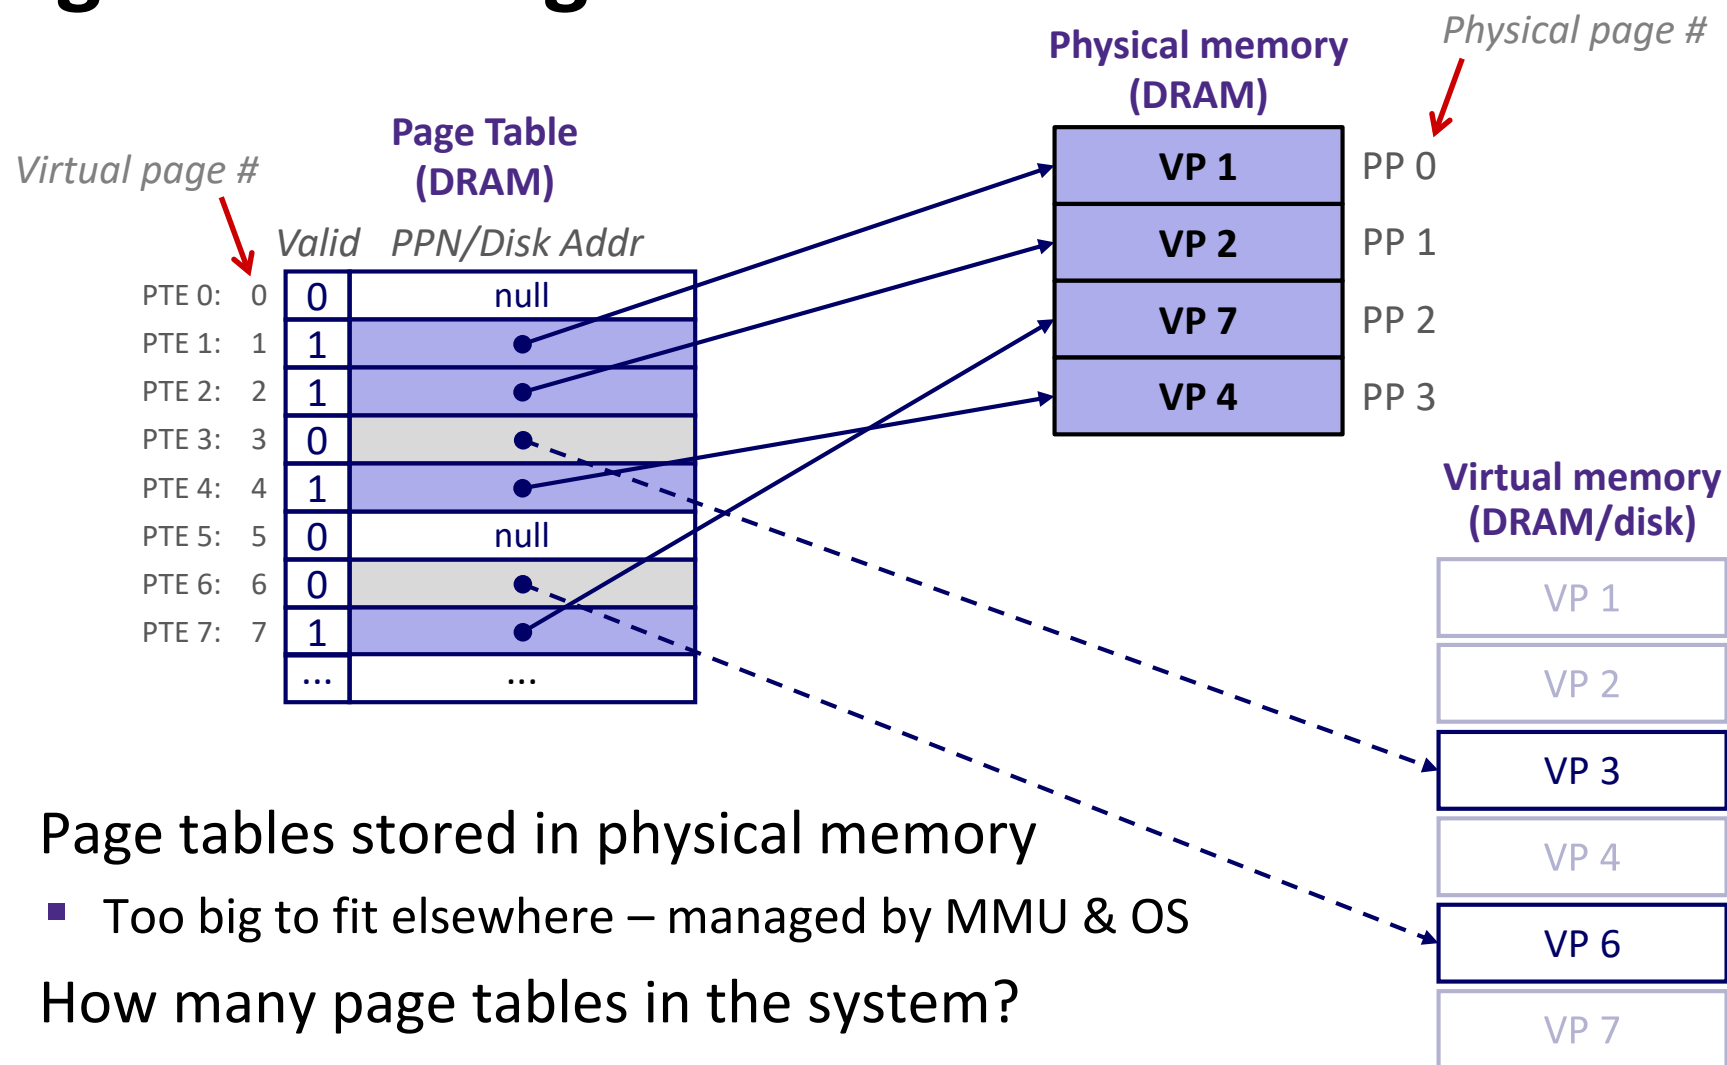 Physical page #
Physical memory
(DRAM)
Page Table
(DRAM)
Virtual page #
Valid PPN/Disk Addr
PTE 0: 0 0 null
PTE 1: 1 1
PTE 2: 2 1
PTE 3: 3 0
PTE 4: 4 1
PTE 5: 5 0 null
PTE 6: 6 0
PTE 7: 7 1
... ...
VP 1 PP 0
VP 2 PP 1
VP 7 PP 2
VP 4 PP 3
Virtual memory
(DRAM/disk)
VP 1
VP 2
VP 3
VP 4
VP 6
VP 7
Page tables stored in physical memory
▪ Too big to fit elsewhere – managed by MMU & OS
How many page tables in the system?